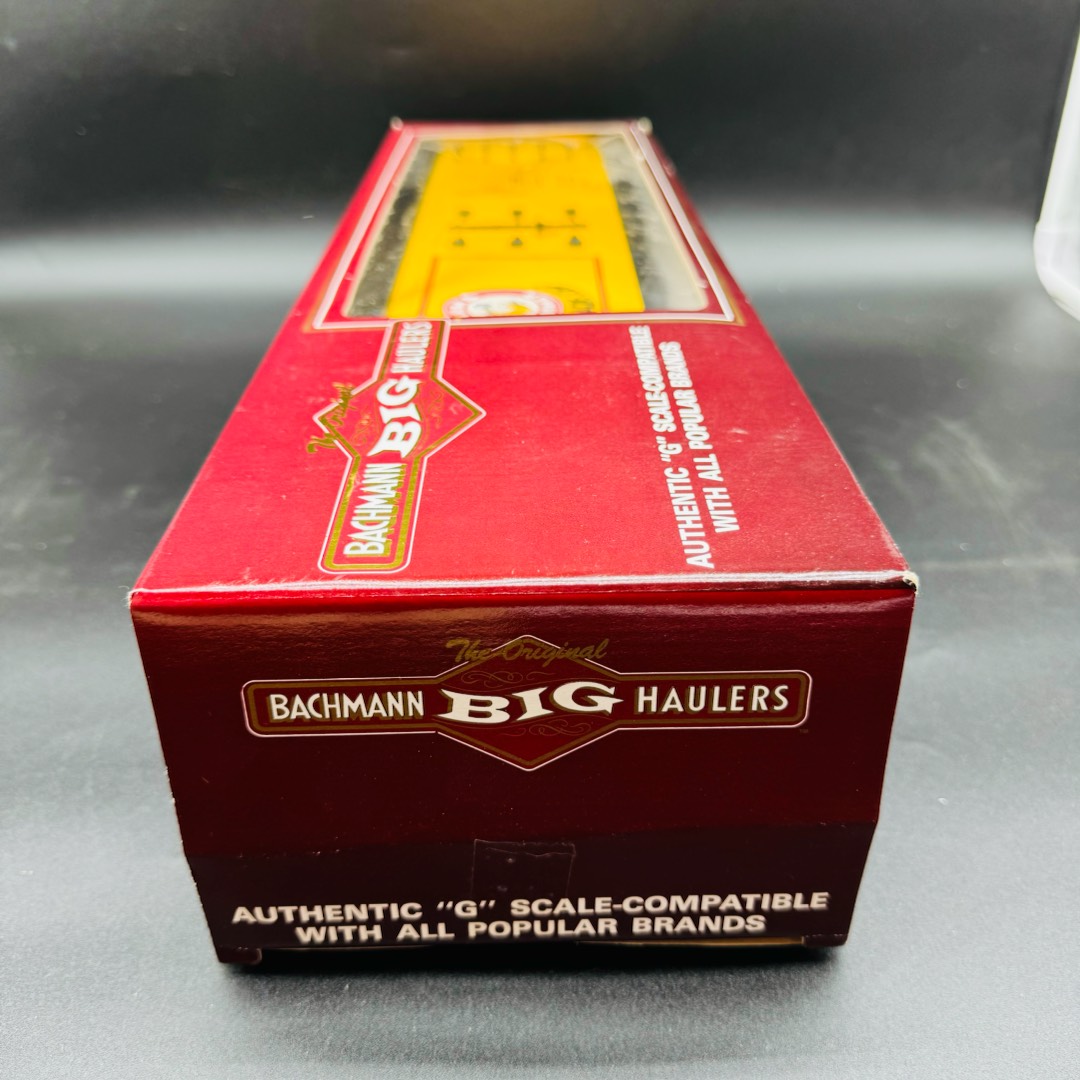 The Original
BACHMANN BIG HAULERS
AUTHENTIC "G" SCALE-COMPATIBLE
WITH ALL POPULAR BRANDS
The Original
BACHMANN BIG HAULERS
TM
AUTHENTIC "G" SCALE-COMPATIBLE
WITH ALL POPULAR BRANDS